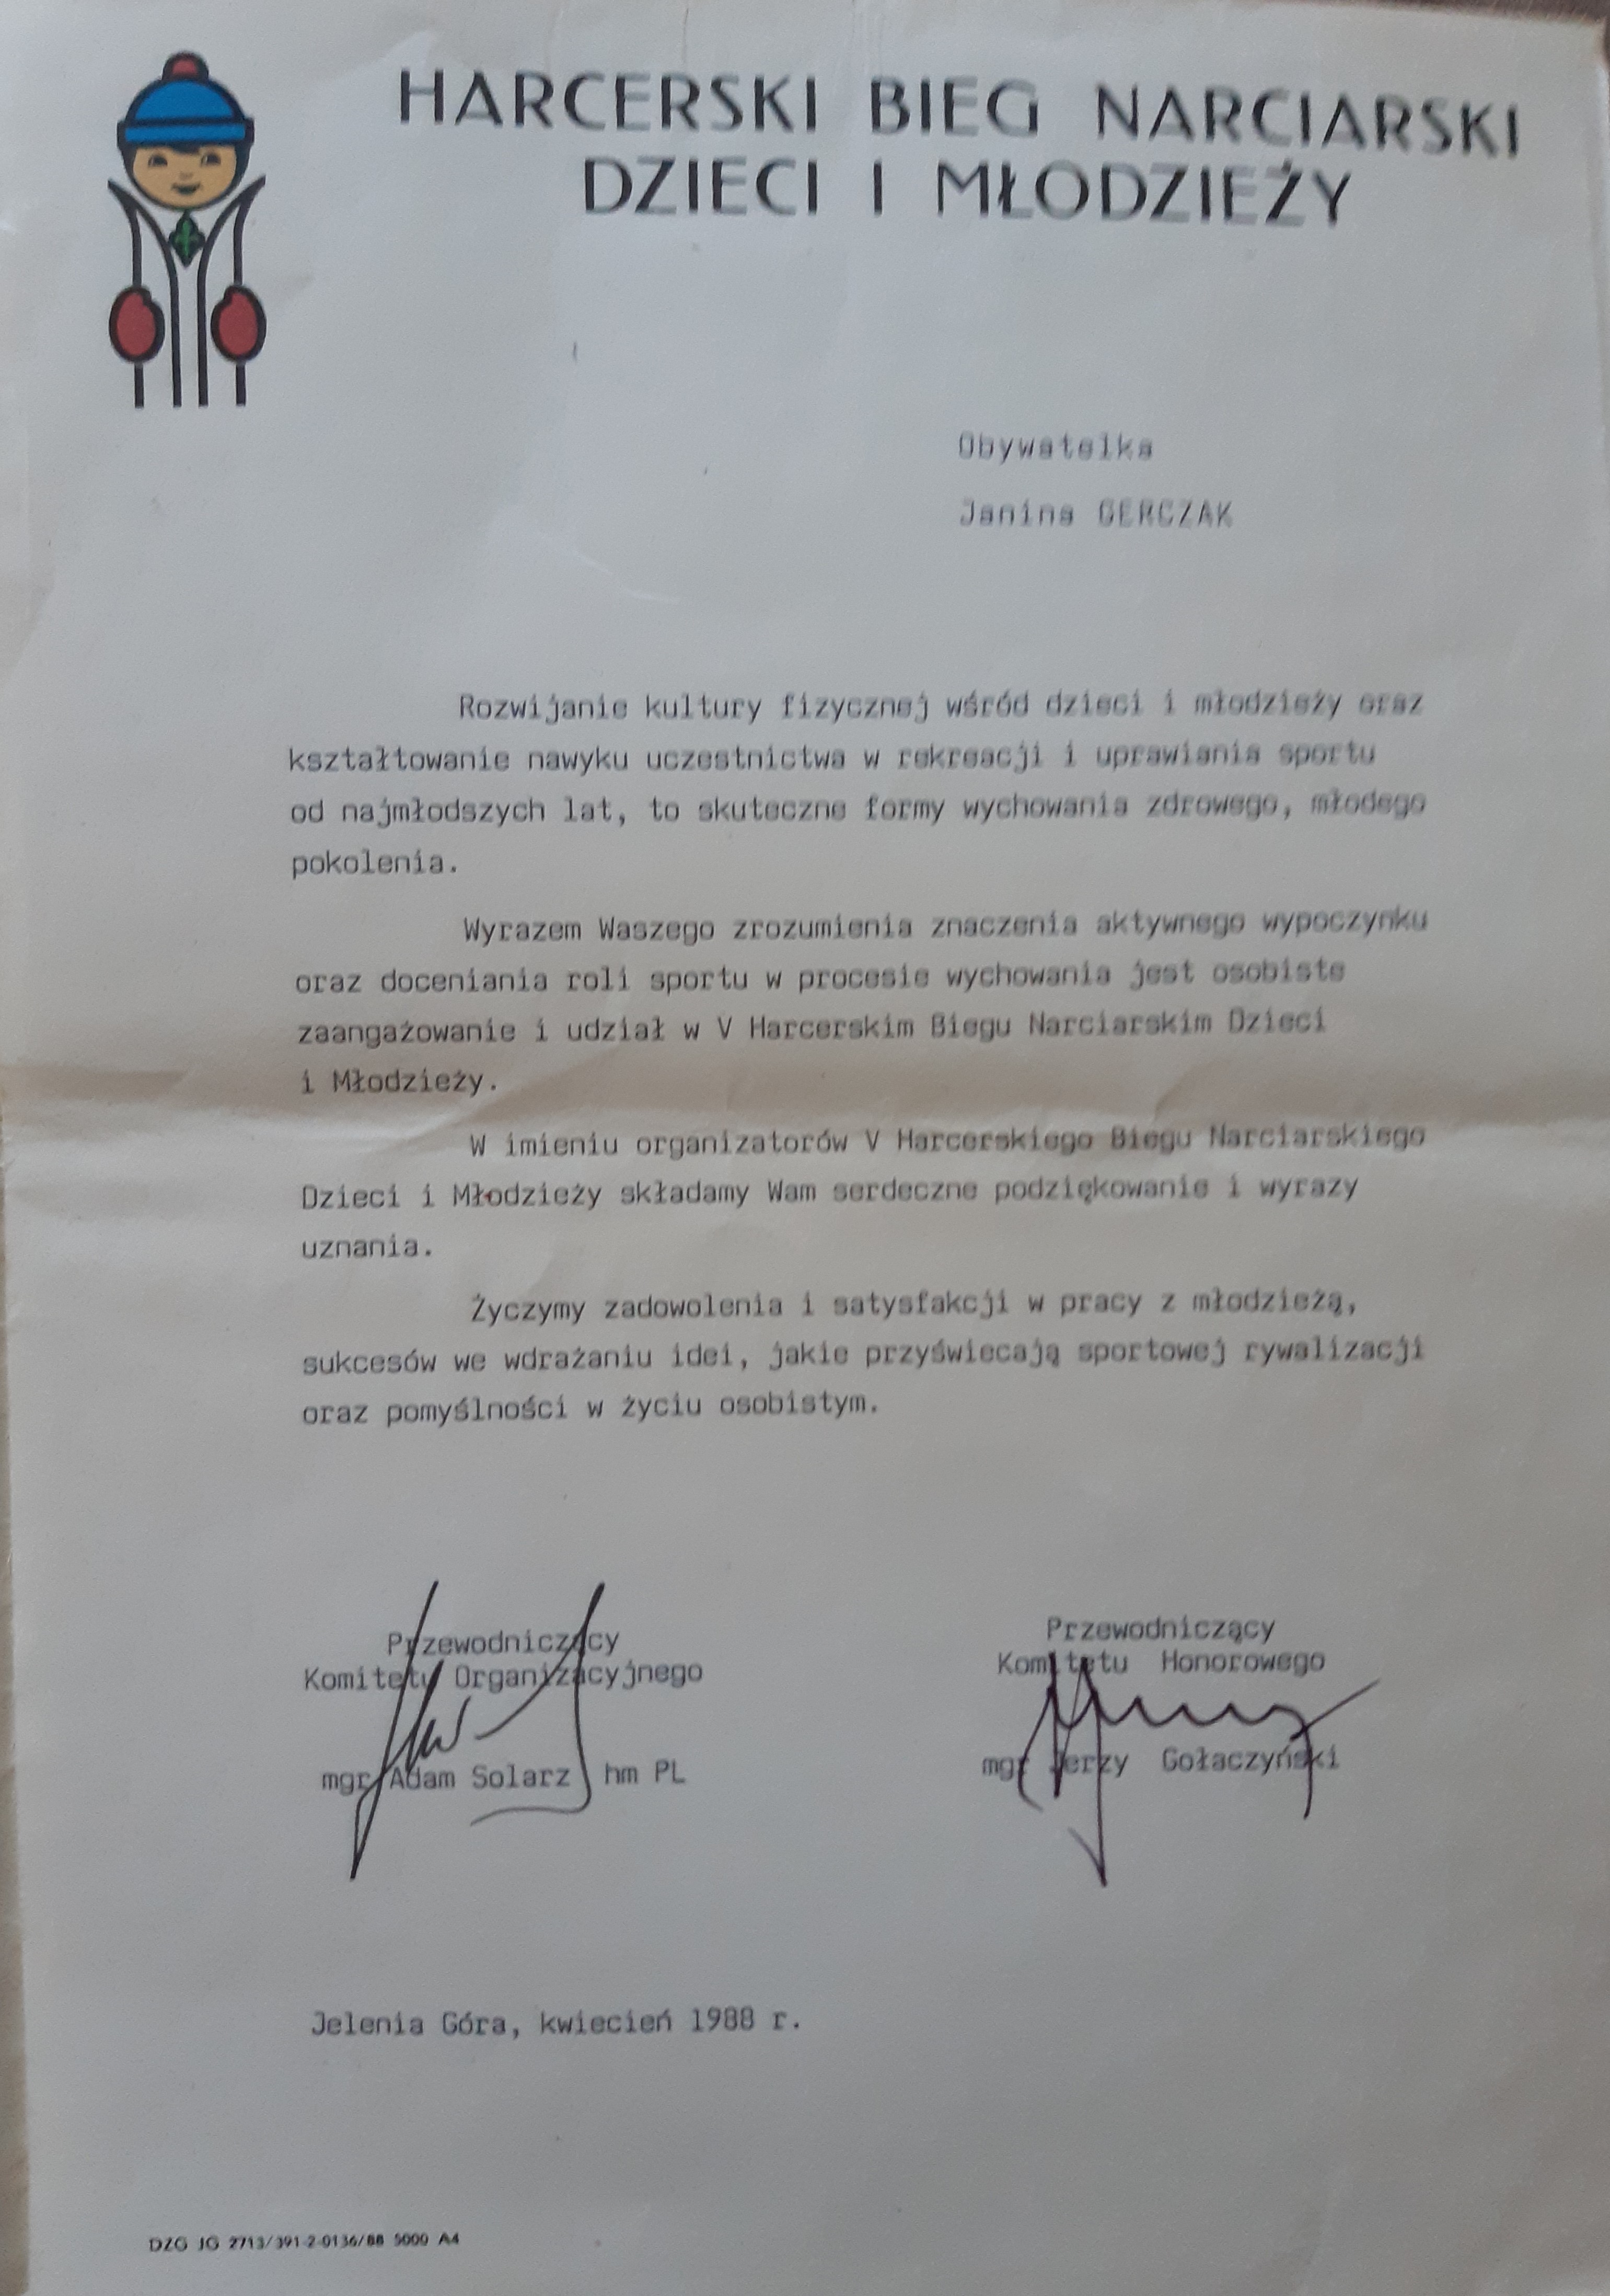 HARCERSKI BIEG NARCIARSKI
DZIECI I MŁODZIEŻY
Obywatelka
Janina GERCZAK
Rozwijanie kultury fizycznej wśród dzieci i młodzieży oraz
kształtowanie nawyku uczestnictwa w rekreacji i uprawiania sportu
od najmłodszych lat, to skuteczne formy wychowania zdrowego, młodego
pokolenia.
Wyrazem Waszego zrozumienia znaczenia aktywnego wypoczynku
oraz doceniania roli sportu w procesie wychowania jest osobiste
zaangażowanie i udział w V Harcerskim Biegu Narciarskim Dzieci
i Młodzieży.
W imieniu organizatorów V Harcerskiego Biegu Narciarskiego
Dzieci i Młodzieży składamy Wam serdeczne podziękowanie i wyrazy
uznania.
Życzymy zadowolenia i satysfakcji w pracy z młodzieżą,
sukcesów we wdrażaniu idei, jakie przyświecają sportowej rywalizacji
oraz pomyślności w życiu osobistym.
Przewodniczący
Komitetu Organizacyjnego
mgr Adam Solarz hm PL
Przewodniczący
Komitetu Honorowego
mgr Jerzy Gołaczyński
Jelenia Góra, kwiecień 1988 r.
DZG JG 2713/391-2-0136/88 5000 A4